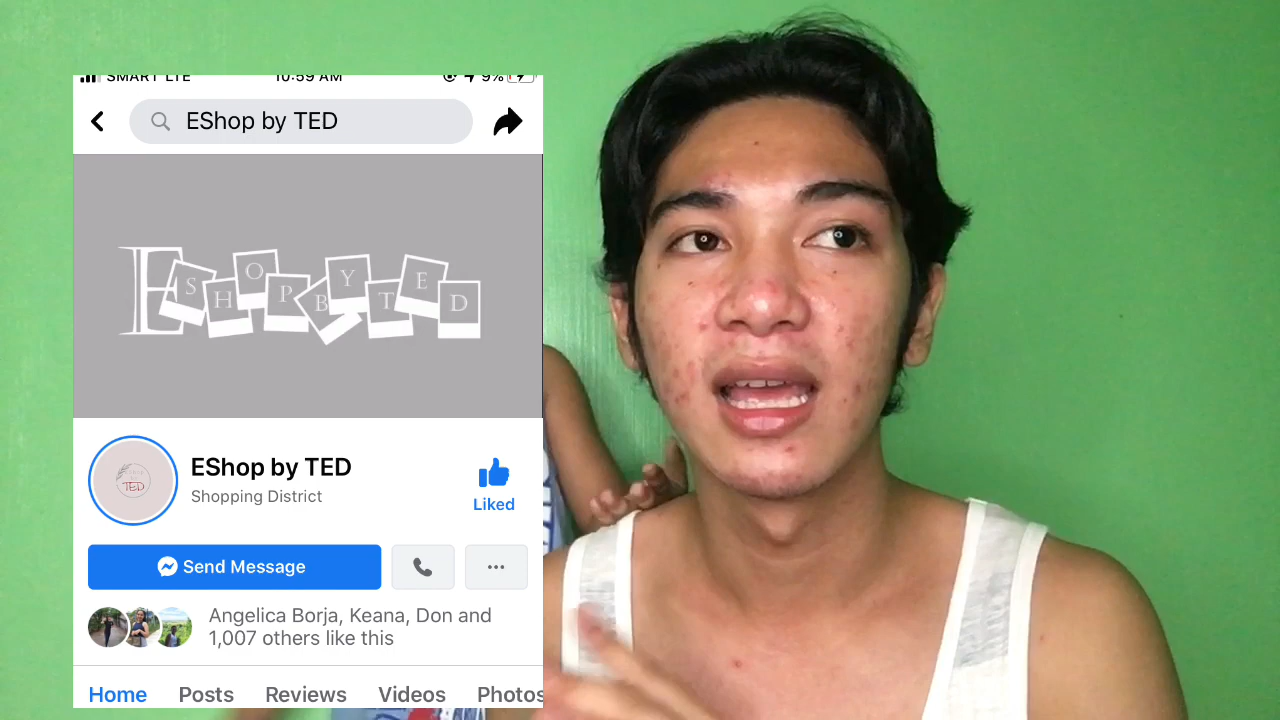 SMART LTE 10:59 AM 9%
EShop by TED
E S H O P B Y T E D
EShop by TED
Shopping District
Liked
TED
Send Message
Angelica Borja, Keana, Don and
1,007 others like this
Home Posts Reviews Videos Photos